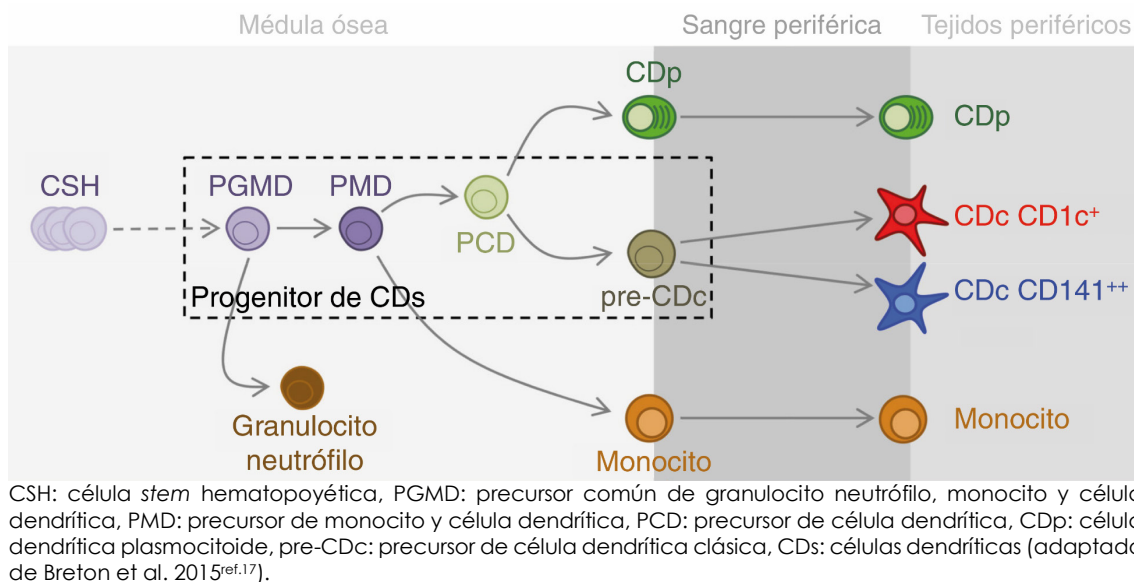 Médula ósea
Sangre periférica
Tejidos periféricos
CDp
CDp
CSH
PGMD
PMD
PCD
CDc CD1c⁺
Progenitor de CDs
pre-CDc
CDc CD141⁺⁺
Granulocito
neutrófilo
Monocito
Monocito
CSH: célula stem hematopoyética, PGMD: precursor común de granulocito neutrófilo, monocito y célula
dendrítica, PMD: precursor de monocito y célula dendrítica, PCD: precursor de célula dendrítica, CDp: célula
dendrítica plasmocitoide, pre-CDc: precursor de célula dendrítica clásica, CDs: células dendríticas (adaptado
de Breton et al. 2015ref.17).